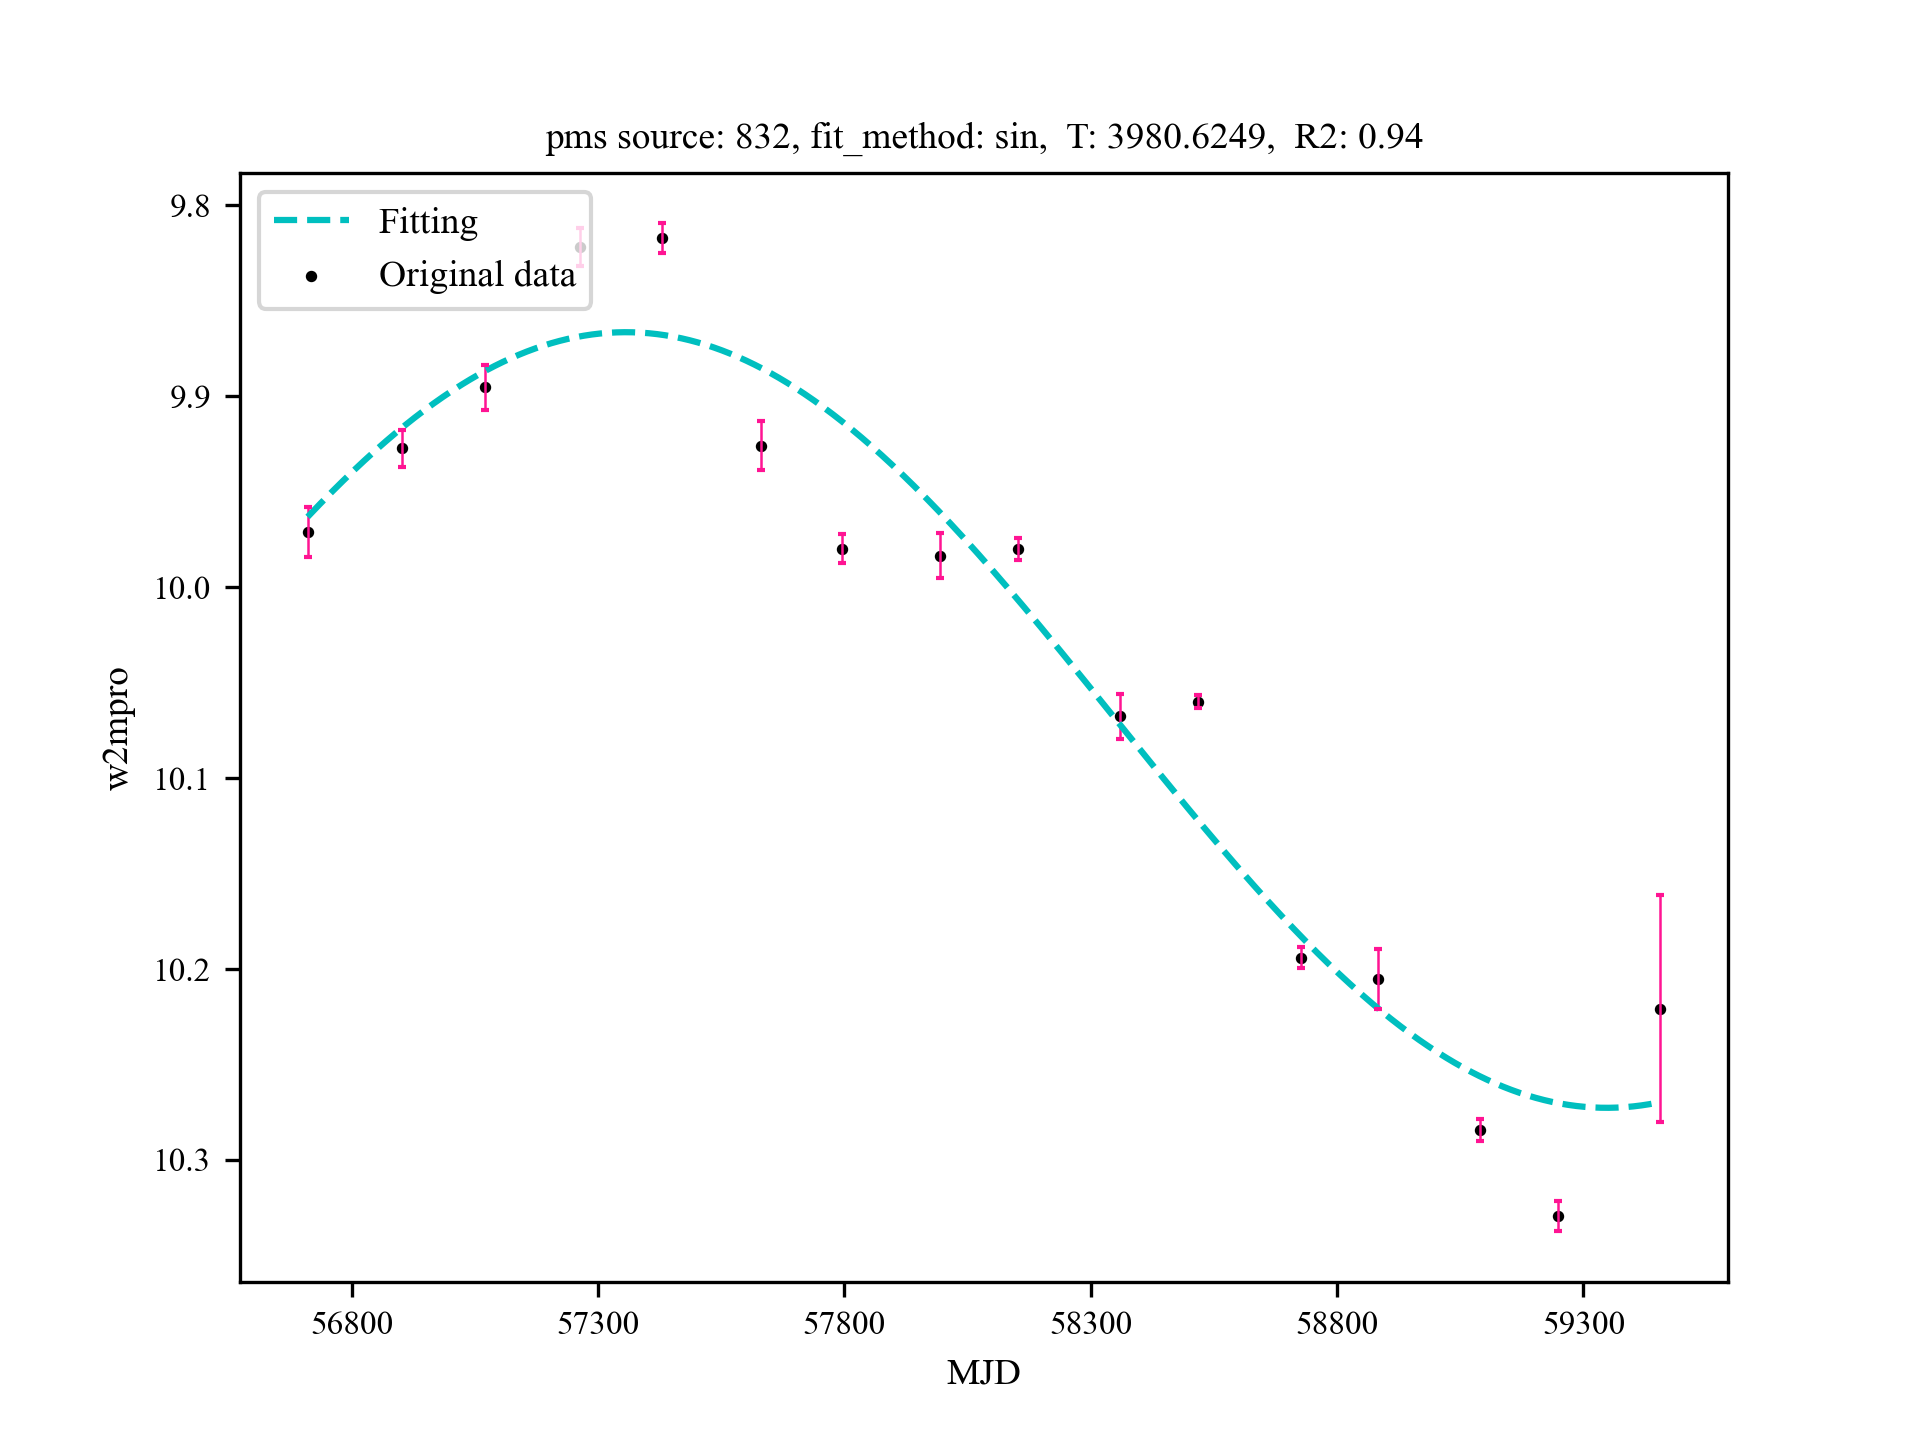 pms source: 832, fit_method: sin,  T: 3980.6249,  R2: 0.94
Fitting
Original data
9.8
9.9
10.0
10.1
10.2
10.3
w2mpro
56800
57300
57800
58300
58800
59300
MJD